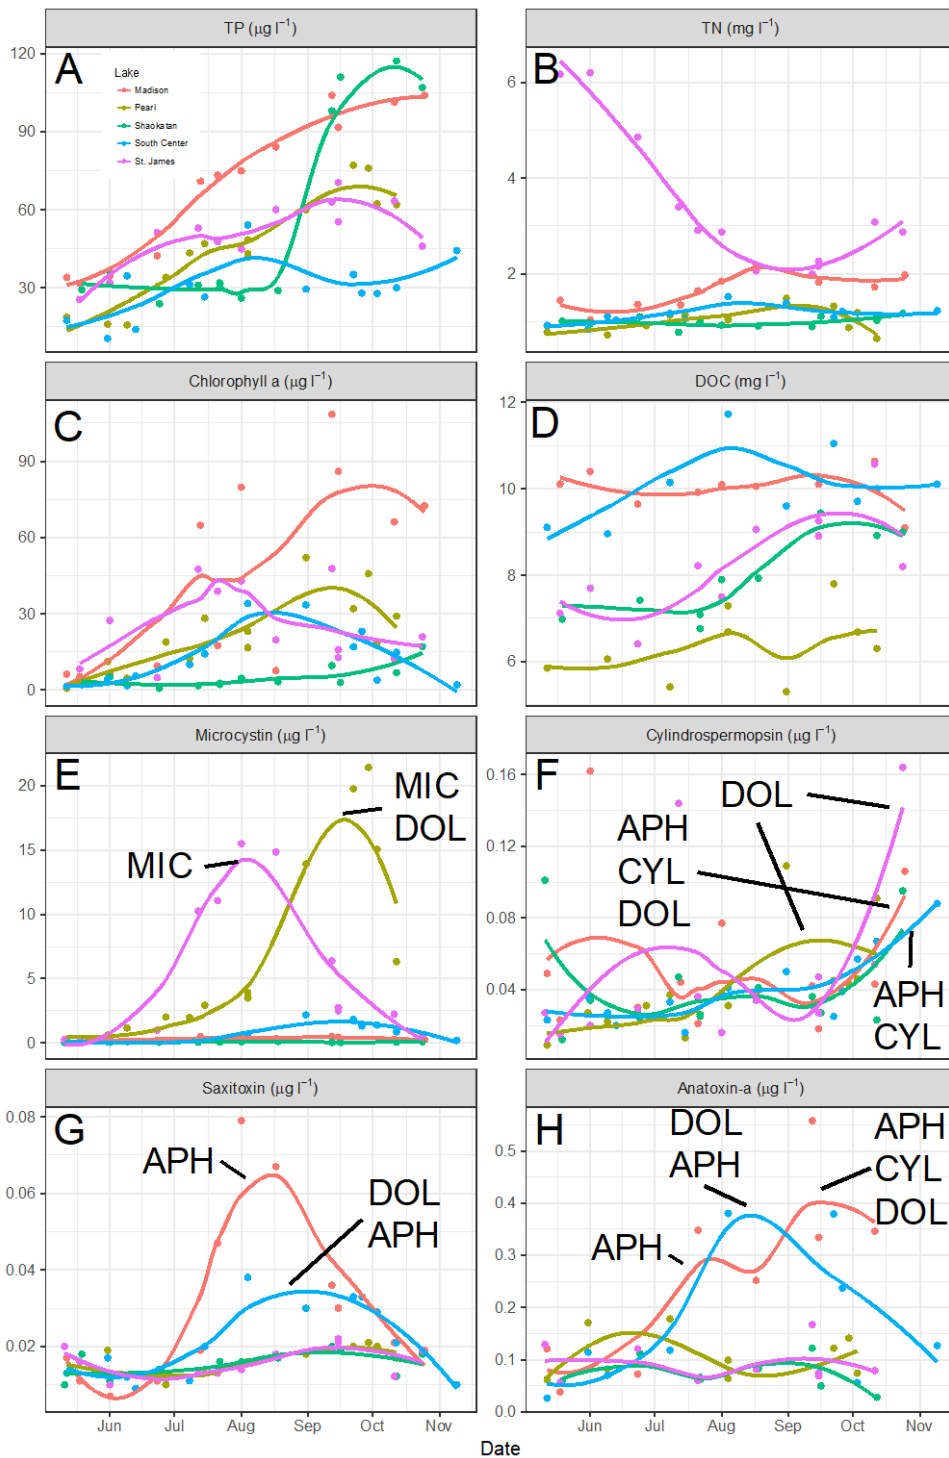 TP (µg l⁻¹)
A
Lake
Madison
Pearl
Shaokatan
South Center
St. James
120
90
60
30
TN (mg l⁻¹)
B
6
4
2
Chlorophyll a (µg l⁻¹)
C
90
60
30
0
DOC (mg l⁻¹)
D
12
10
8
6
Microcystin (µg l⁻¹)
E
MIC
MIC
DOL
20
15
10
5
0
Cylindrospermopsin (µg l⁻¹)
F
DOL
APH
CYL
DOL
APH
CYL
0.16
0.12
0.08
0.04
Saxitoxin (µg l⁻¹)
G
APH
DOL
APH
0.08
0.06
0.04
0.02
Jun Jul Aug Sep Oct Nov
Anatoxin-a (µg l⁻¹)
H
DOL
APH
APH
APH
CYL
DOL
0.5
0.4
0.3
0.2
0.1
0.0
Jun Jul Aug Sep Oct Nov
Date